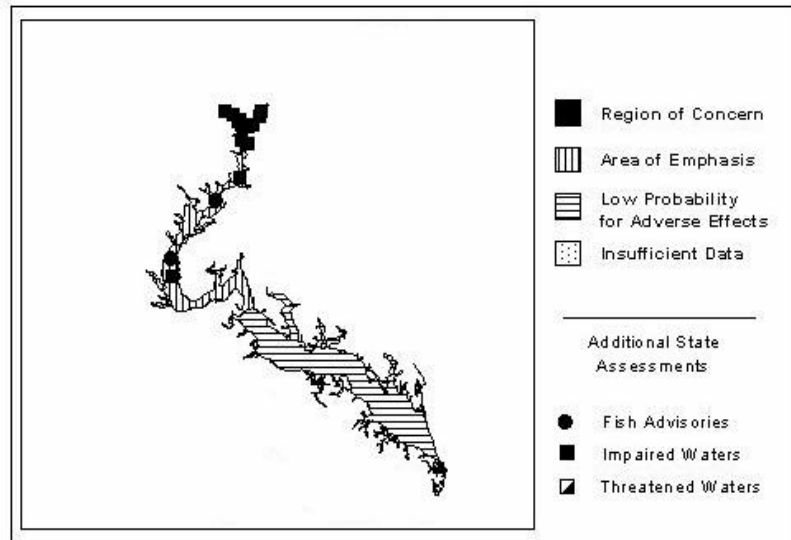 Region of Concern
Area of Emphasis
Low Probability
for Adverse Effects
Insufficient Data
Additional State
Assessments
Fish Advisories
Impaired Waters
Threatened Waters